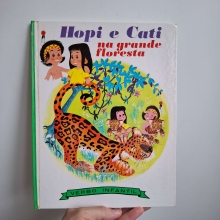 Hopi e Cati
na grande
floresta
VERBO INFANTIL